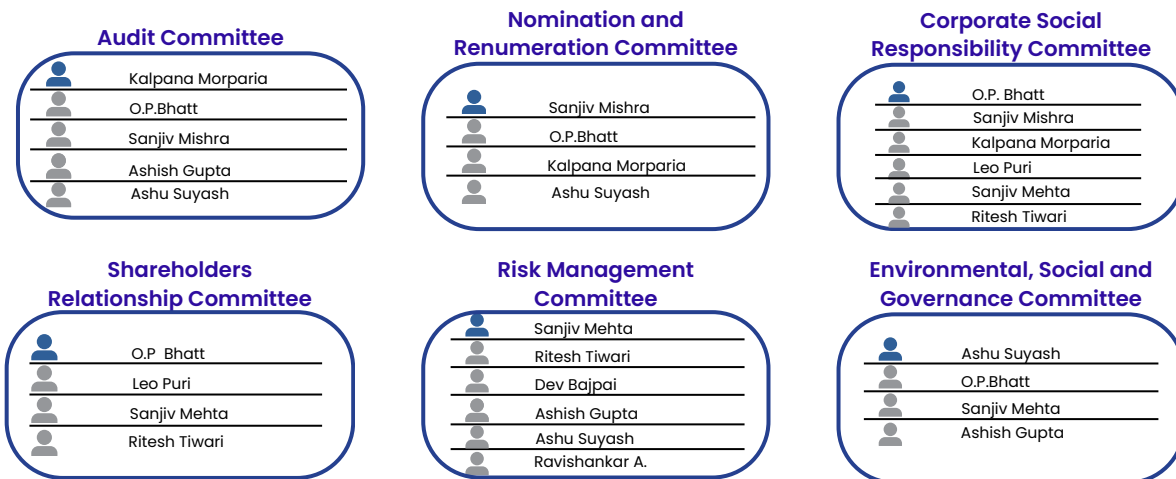 Audit Committee
Kalpana Morparia
O.P.Bhatt
Sanjiv Mishra
Ashish Gupta
Ashu Suyash
Nomination and
Renumeration Committee
Sanjiv Mishra
O.P.Bhatt
Kalpana Morparia
Ashu Suyash
Corporate Social
Responsibility Committee
O.P. Bhatt
Sanjiv Mishra
Kalpana Morparia
Leo Puri
Sanjiv Mehta
Ritesh Tiwari
Shareholders
Relationship Committee
O.P Bhatt
Leo Puri
Sanjiv Mehta
Ritesh Tiwari
Risk Management
Committee
Sanjiv Mehta
Ritesh Tiwari
Dev Bajpai
Ashish Gupta
Ashu Suyash
Ravishankar A.
Environmental, Social and
Governance Committee
Ashu Suyash
O.P.Bhatt
Sanjiv Mehta
Ashish Gupta